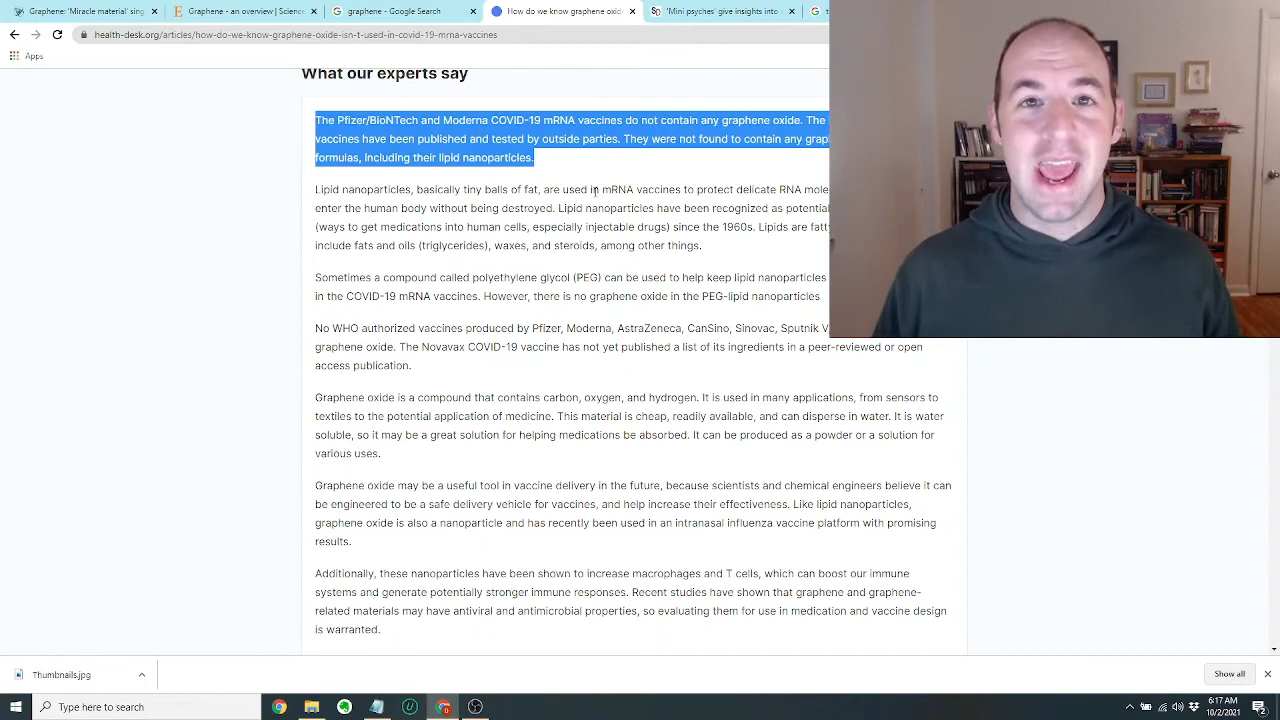 Graphene: 'Miracle material' sing
Graphene - an overview | Science
graphene - Google Search
How do we know graphene oxide
'Mini psyches' give insights into
health-desk.org/articles/how-do-we-know-graphene-oxide-isn-t-used-in-covid-19-mrna-vaccines
Apps
What our experts say
The Pfizer/BioNTech and Moderna COVID-19 mRNA vaccines do not contain any graphene oxide. The
vaccines have been published and tested by outside parties. They were not found to contain any grap
formulas, including their lipid nanoparticles.
Lipid nanoparticles, basically tiny balls of fat, are used in mRNA vaccines to protect delicate RNA mole
enter the human body without being destroyed. Lipid nanoparticles have been recognized as potential
(ways to get medications into human cells, especially injectable drugs) since the 1960s. Lipids are fatty
include fats and oils (triglycerides), waxes, and steroids, among other things.
Sometimes a compound called polyethylene glycol (PEG) can be used to help keep lipid nanoparticles
in the COVID-19 mRNA vaccines. However, there is no graphene oxide in the PEG-lipid nanoparticles
No WHO authorized vaccines produced by Pfizer, Moderna, AstraZeneca, CanSino, Sinovac, Sputnik V
graphene oxide. The Novavax COVID-19 vaccine has not yet published a list of its ingredients in a peer-reviewed or open
access publication.
Graphene oxide is a compound that contains carbon, oxygen, and hydrogen. It is used in many applications, from sensors to
textiles to the potential application of medicine. This material is cheap, readily available, and can disperse in water. It is water
soluble, so it may be a great solution for helping medications be absorbed. It can be produced as a powder or a solution for
various uses.
Graphene oxide may be a useful tool in vaccine delivery in the future, because scientists and chemical engineers believe it can
be engineered to be a safe delivery vehicle for vaccines, and help increase their effectiveness. Like lipid nanoparticles,
graphene oxide is also a nanoparticle and has recently been used in an intranasal influenza vaccine platform with promising
results.
Additionally, these nanoparticles have been shown to increase macrophages and T cells, which can boost our immune
systems and generate potentially stronger immune responses. Recent studies have shown that graphene and graphene-
related materials may have antiviral and antimicrobial properties, so evaluating them for use in medication and vaccine design
is warranted.
Thumbnails.jpg
Show all
Type here to search
6:17 AM
10/2/2021